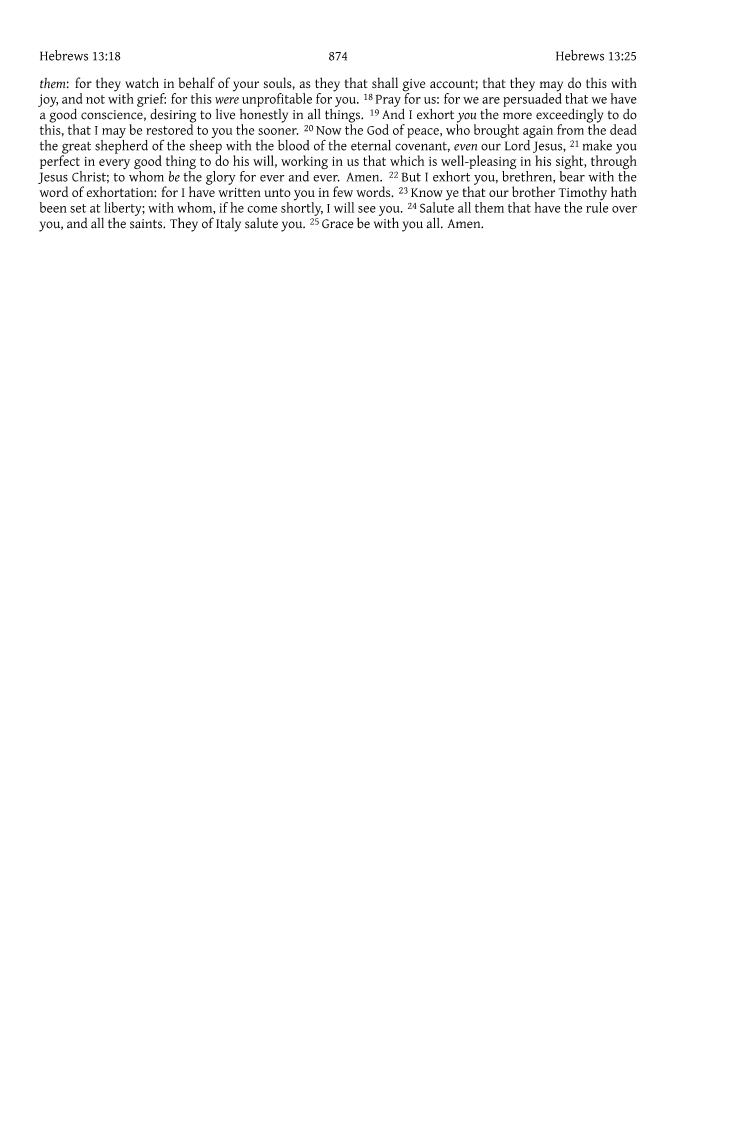 Hebrews 13:18 874 Hebrews 13:25
them: for they watch in behalf of your souls, as they that shall give account; that they may do this with
joy, and not with grief: for this were unprofitable for you. 18 Pray for us: for we are persuaded that we have
a good conscience, desiring to live honestly in all things. 19 And I exhort you the more exceedingly to do
this, that I may be restored to you the sooner. 20 Now the God of peace, who brought again from the dead
the great shepherd of the sheep with the blood of the eternal covenant, even our Lord Jesus, 21 make you
perfect in every good thing to do his will, working in us that which is well-pleasing in his sight, through
Jesus Christ; to whom be the glory for ever and ever. Amen. 22 But I exhort you, brethren, bear with the
word of exhortation: for I have written unto you in few words. 23 Know ye that our brother Timothy hath
been set at liberty; with whom, if he come shortly, I will see you. 24 Salute all them that have the rule over
you, and all the saints. They of Italy salute you. 25 Grace be with you all. Amen.